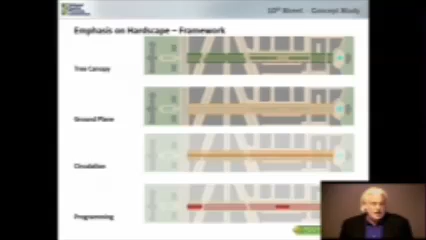 10th Street - Concept Study
Emphasis on Hardscape – Framework
Tree Canopy
Ground Plane
Circulation
Programming